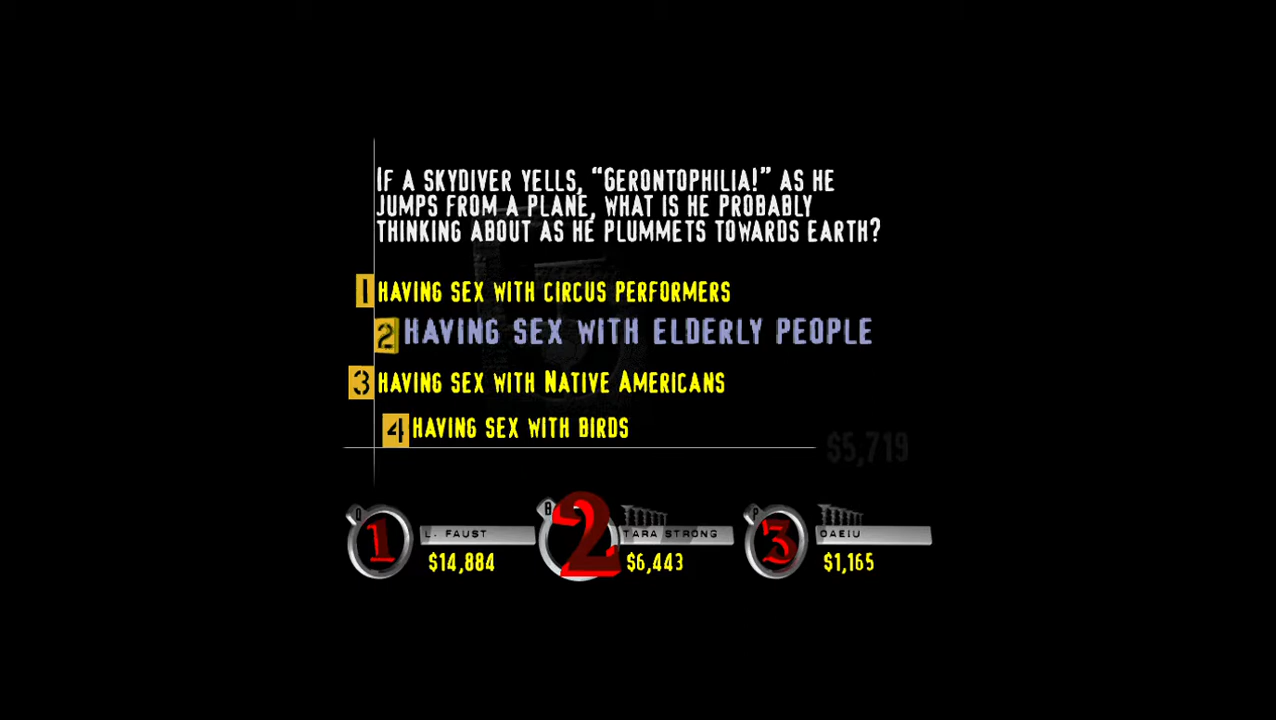 If a skydiver yells, “Gerontophilia!” as he
jumps from a plane, what is he probably
thinking about as he plummets towards Earth?
1 having sex with circus performers
2 having sex with elderly people
3 having sex with Native Americans
4 having sex with birds
$5,719
Q B P
1 L. FAUST 2 TARA STRONG 3 OAEIU
$14,884 $6,443 $1,165